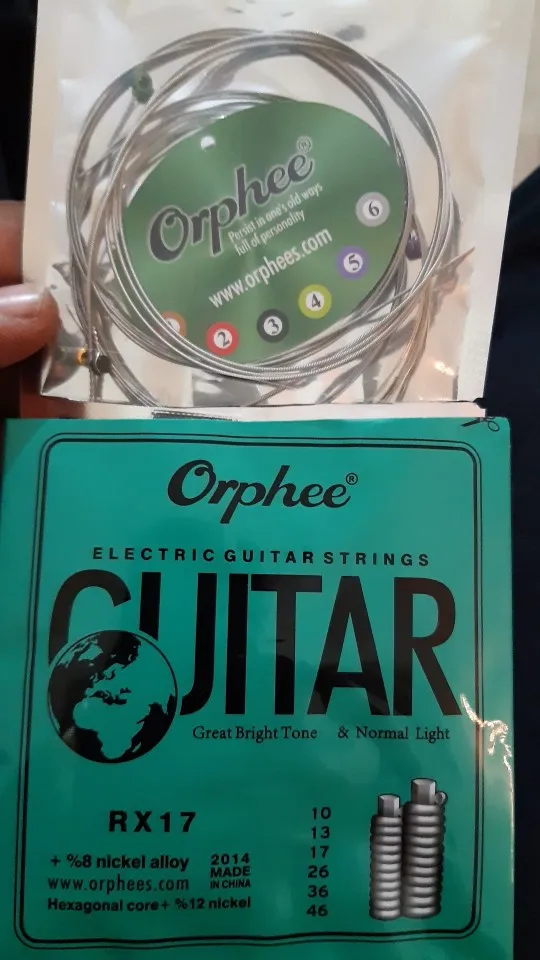 Orphee®
Persist in one's old ways
full of personality
www.orphees.com
6
5
4
3
2
Orphee®
ELECTRIC GUITAR STRINGS
GUITAR
Great Bright Tone & Normal Light
RX17
+ %8 nickel alloy
www.orphees.com
Hexagonal core+ %12 nickel
2014
MADE
IN CHINA
10
13
17
26
36
46